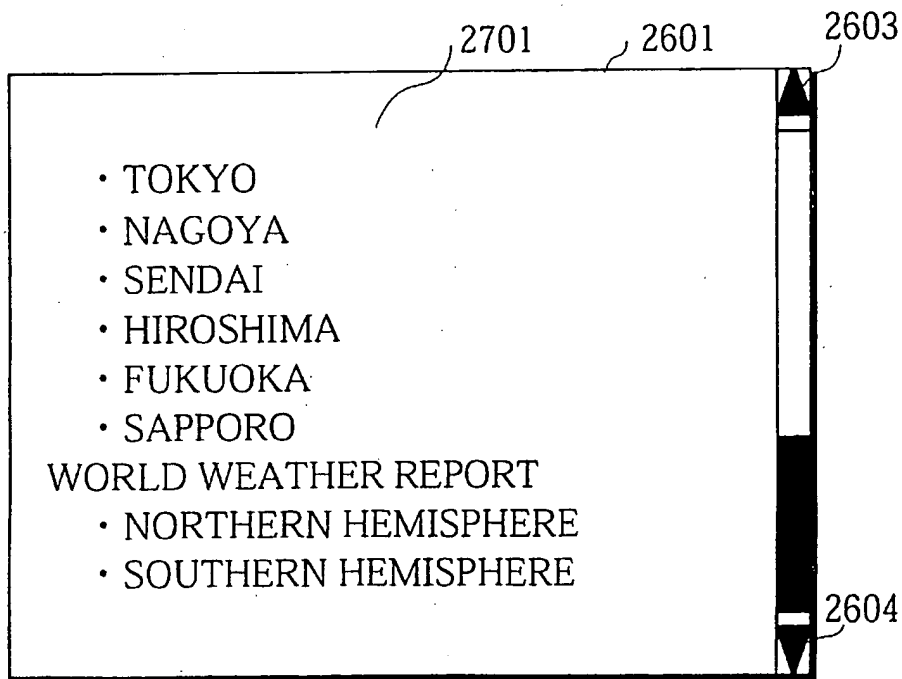 2701 2601 2603
・TOKYO
・NAGOYA
・SENDAI
・HIROSHIMA
・FUKUOKA
・SAPPORO
WORLD WEATHER REPORT
・NORTHERN HEMISPHERE
・SOUTHERN HEMISPHERE
2604